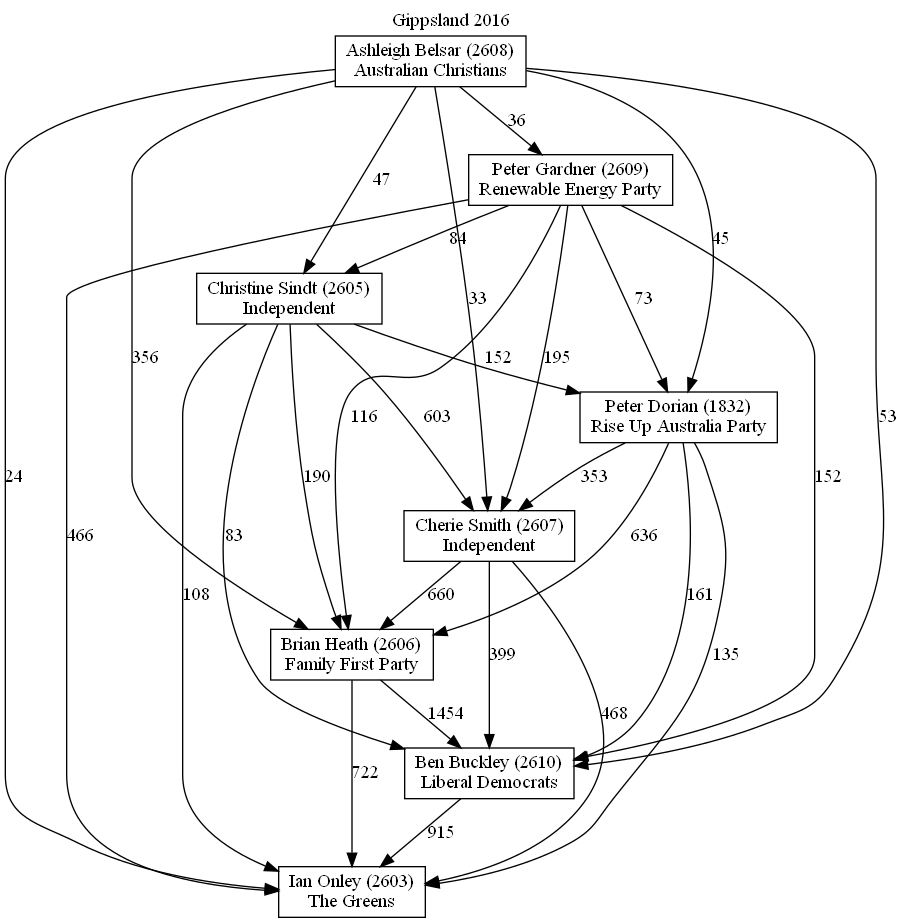 Gippsland 2016
Ashleigh Belsar (2608)
Australian Christians
36
Peter Gardner (2609)
Renewable Energy Party
47
84
45
Christine Sindt (2605)
Independent
33
73
356
116
152
195
Peter Dorian (1832)
Rise Up Australia Party
603
53
24
190
353
152
466
83
Cherie Smith (2607)
Independent
636
108
660
161
Brian Heath (2606)
Family First Party
399
135
1454
468
Ben Buckley (2610)
Liberal Democrats
722
915
Ian Onley (2603)
The Greens